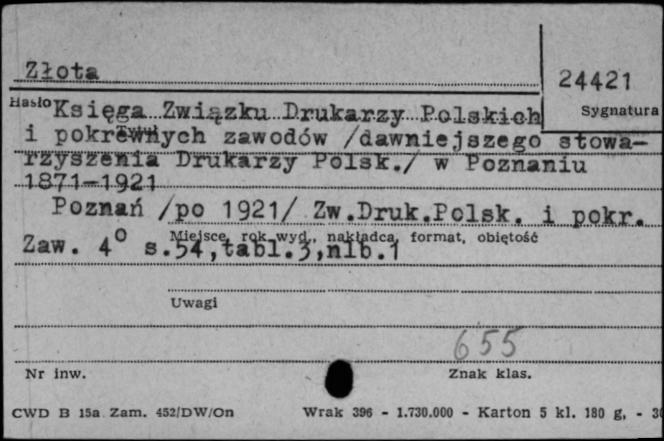 Złota
24421
Hasło Księga Związku Drukarzy Polskich
Sygnatura
i pokrewnych zawodów /dawniejszego stowa-
rzyszenia Drukarzy Polsk./ w Poznaniu
1871-1921
Poznań /po 1921/ Zw.Druk.Polsk. i pokr.
Miejsce, rok wyd., nakładca, format, objętość
Zaw. 4° s.54,tabl.3,nlb.1
Uwagi
655
Nr inw.
Znak klas.
CWD B 15a Zam. 452/DW/On Wrak 396 - 1.730.000 - Karton 5 kl. 180 g, - 30